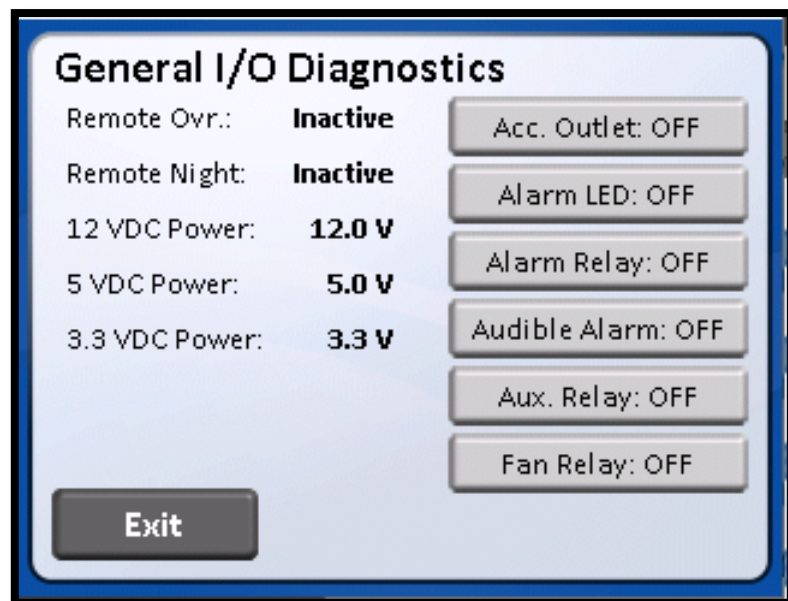 General I/O Diagnostics
Remote Ovr.: Inactive
Remote Night: Inactive
12 VDC Power: 12.0 V
5 VDC Power: 5.0 V
3.3 VDC Power: 3.3 V
Acc. Outlet: OFF
Alarm LED: OFF
Alarm Relay: OFF
Audible Alarm: OFF
Aux. Relay: OFF
Fan Relay: OFF
Exit